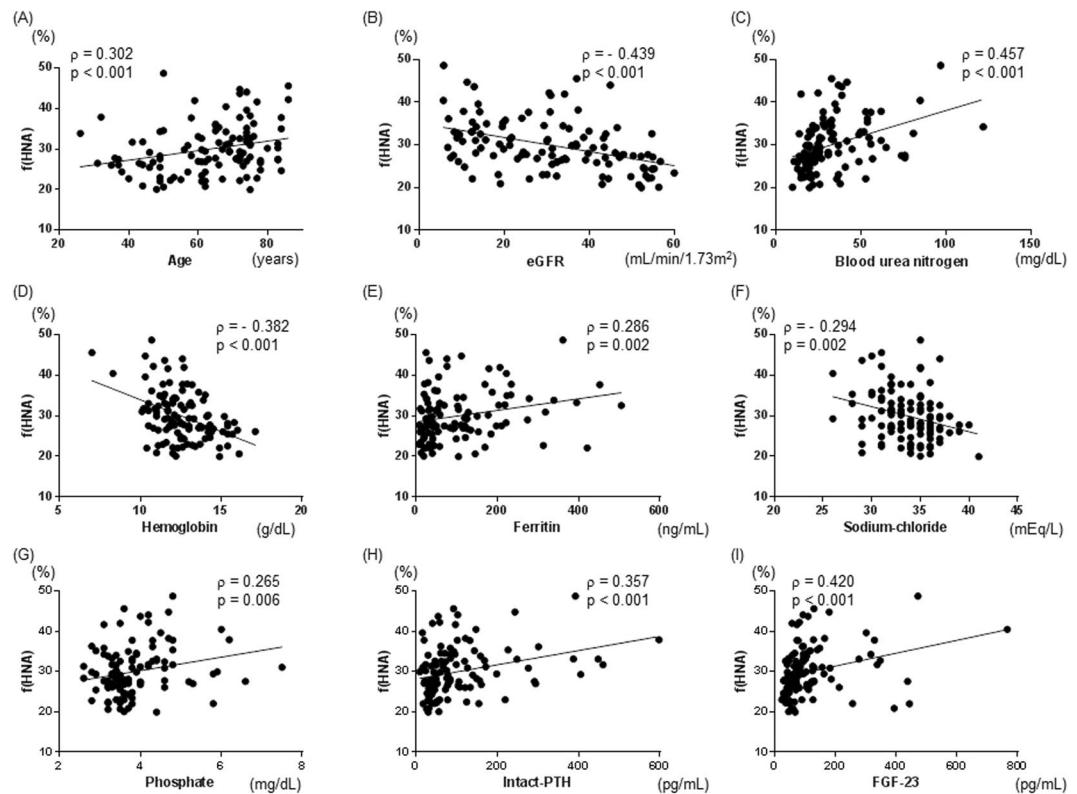 (A)
(%)
ρ = 0.302
p < 0.001
50
40
30
20
10
f(HNA)
20
40
60
80
Age
(years)
(B)
(%)
ρ = - 0.439
p < 0.001
50
40
30
20
10
f(HNA)
0
20
40
60
eGFR
(mL/min/1.73m²)
(C)
(%)
ρ = 0.457
p < 0.001
50
40
30
20
10
f(HNA)
0
50
100
150
Blood urea nitrogen
(mg/dL)
(D)
(%)
ρ = - 0.382
p < 0.001
50
40
30
20
10
f(HNA)
5
10
15
20
Hemoglobin
(g/dL)
(E)
(%)
ρ = 0.286
p = 0.002
50
40
30
20
10
f(HNA)
0
200
400
600
Ferritin
(ng/mL)
(F)
(%)
ρ = - 0.294
p = 0.002
50
40
30
20
10
f(HNA)
25
30
35
40
45
Sodium-chloride
(mEq/L)
(G)
(%)
ρ = 0.265
p = 0.006
50
40
30
20
10
f(HNA)
2
4
6
8
Phosphate
(mg/dL)
(H)
(%)
ρ = 0.357
p < 0.001
50
40
30
20
10
f(HNA)
0
200
400
600
Intact-PTH
(pg/mL)
(I)
(%)
ρ = 0.420
p < 0.001
50
40
30
20
10
f(HNA)
0
200
400
600
800
FGF-23
(pg/mL)